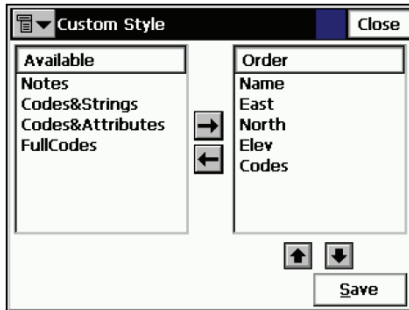 Custom Style
Close
Available
Notes
Codes&Strings
Codes&Attributes
FullCodes
Order
Name
East
North
Elev
Codes
Save